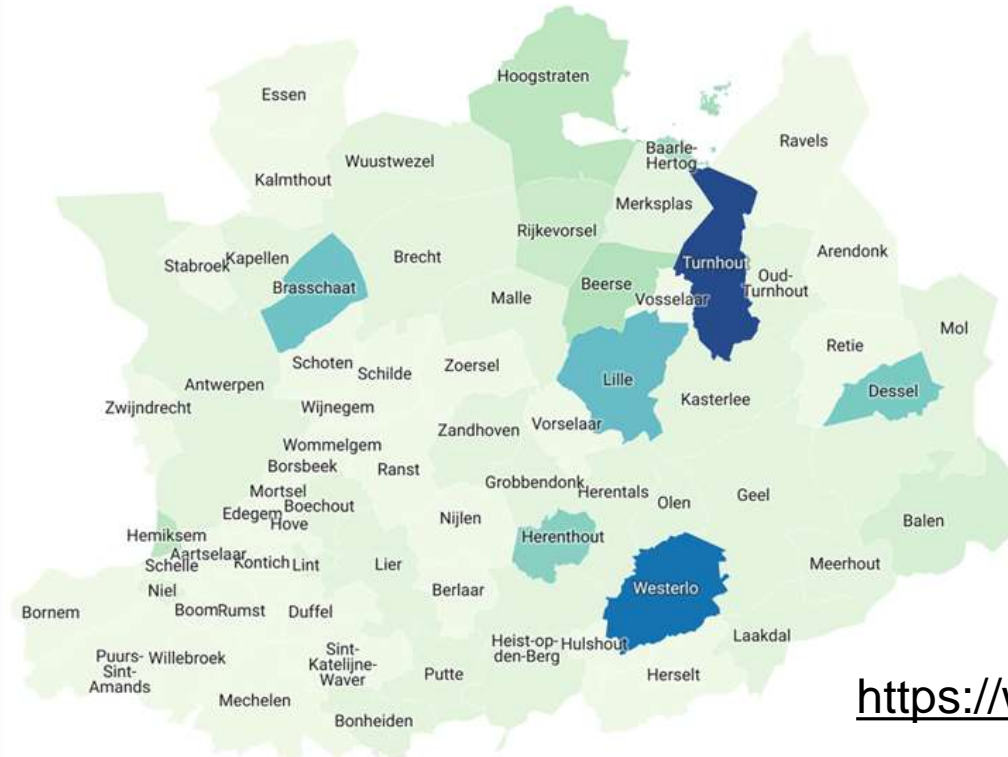 Hoogstraten
Essen
Baarle-
Hertog
Ravels
Wuustwezel
Kalmthout
Merksplas
Rijkevorsel
Kapellen
Stabroek
Brecht
Arendonk
Turnhout
Oud-
Turnhout
Brasschaat
Beerse
Vosselaar
Malle
Mol
Retie
Schoten
Schilde
Zoersel
Lille
Antwerpen
Dessel
Kasterlee
Zwijndrecht
Wijnegem
Vorselaar
Zandhoven
Wommelgem
Borsbeek
Ranst
Grobbendonk
Herentals
Mortsel
Boechout
Olen
Geel
Edegem
Hove
Nijlen
Balen
Hemiksem
Herenthout
Aartselaar
Schelle
Kontich
Lint
Lier
Meerhout
Niel
Berlaar
Westerlo
Bornem
Boom
Rumst
Duffel
Laakdal
Heist-op-
den-Berg
Hulshout
Sint-
Katelijne-
Waver
Puurs-
Sint-
Amands
Willebroek
Putte
Herselt
Mechelen
Bonheiden
https://w